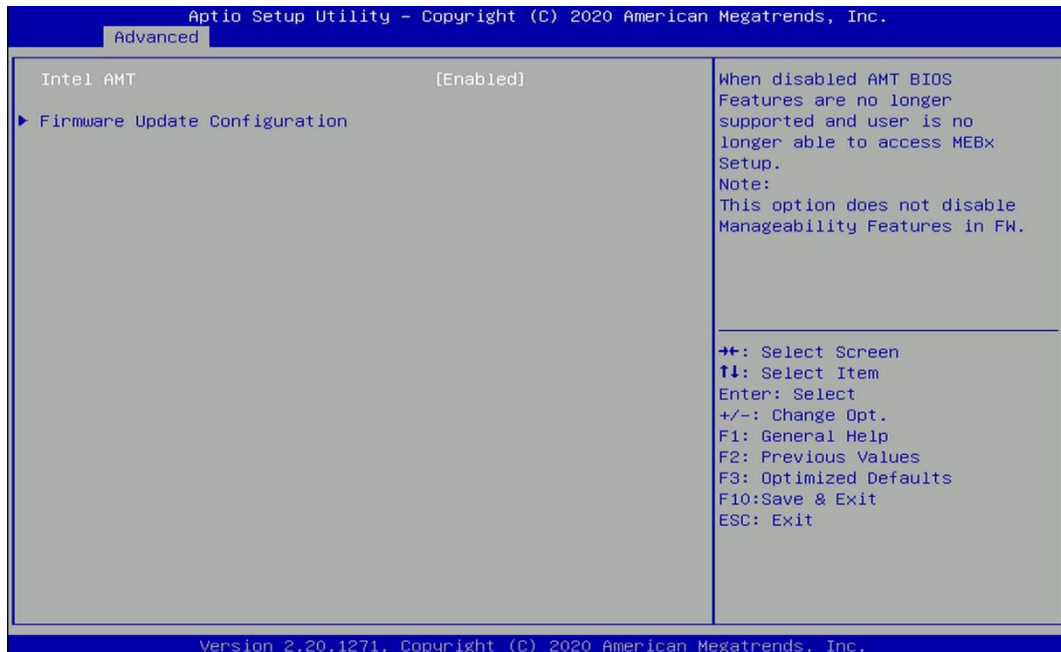 Aptio Setup Utility – Copyright (C) 2020 American Megatrends, Inc.
Advanced
Intel AMT [Enabled]
▶ Firmware Update Configuration
When disabled AMT BIOS
Features are no longer
supported and user is no
longer able to access MEBx
Setup.
Note:
This option does not disable
Manageability Features in FW.
→←: Select Screen
↑↓: Select Item
Enter: Select
+/-: Change Opt.
F1: General Help
F2: Previous Values
F3: Optimized Defaults
F10:Save & Exit
ESC: Exit
Version 2.20.1271. Copyright (C) 2020 American Megatrends, Inc.